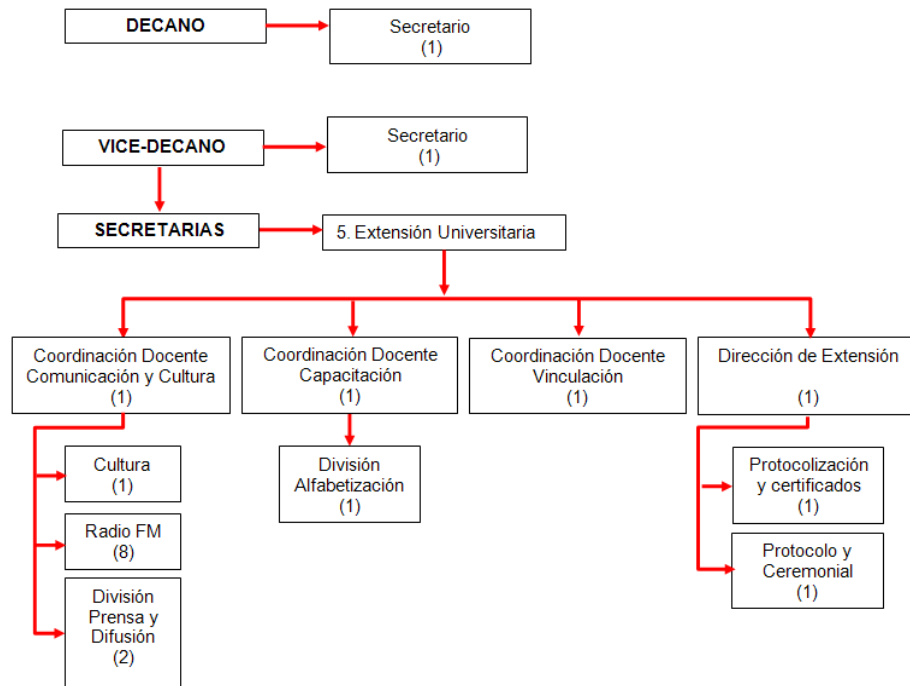 DECANO
Secretario
(1)
VICE-DECANO
Secretario
(1)
SECRETARIAS
5. Extensión Universitaria
Coordinación Docente
Comunicación y Cultura
(1)
Coordinación Docente
Capacitación
(1)
Coordinación Docente
Vinculación
(1)
Dirección de Extensión
(1)
Cultura
(1)
Radio FM
(8)
División
Prensa y
Difusión
(2)
División
Alfabetización
(1)
Protocolización
y certificados
(1)
Protocolo y
Ceremonial
(1)